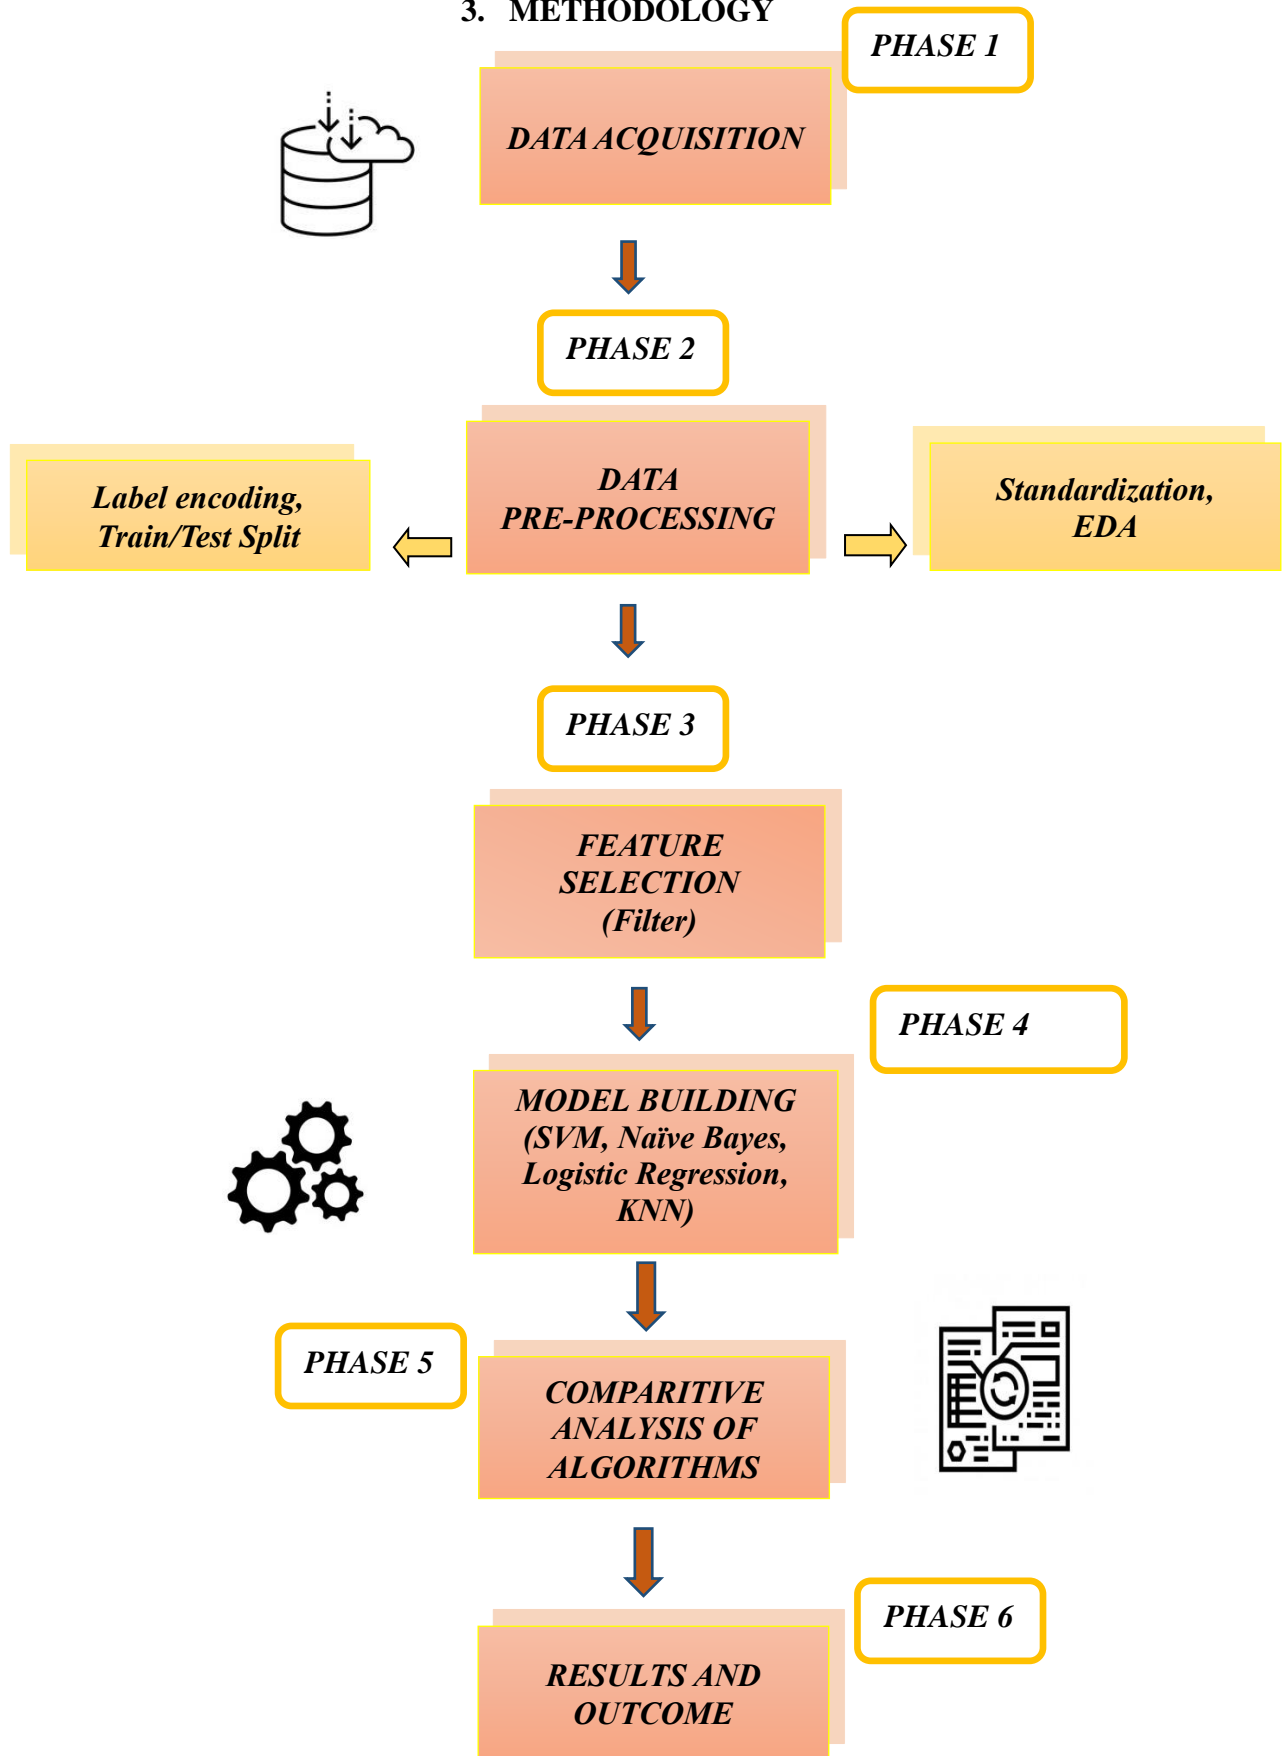 3. METHODOLOGY
PHASE 1
DATA ACQUISITION
PHASE 2
DATA
PRE-PROCESSING
Label encoding,
Train/Test Split
Standardization,
EDA
PHASE 3
FEATURE
SELECTION
(Filter)
PHASE 4
MODEL BUILDING
(SVM, Naïve Bayes,
Logistic Regression,
KNN)
PHASE 5
COMPARITIVE
ANALYSIS OF
ALGORITHMS
PHASE 6
RESULTS AND
OUTCOME